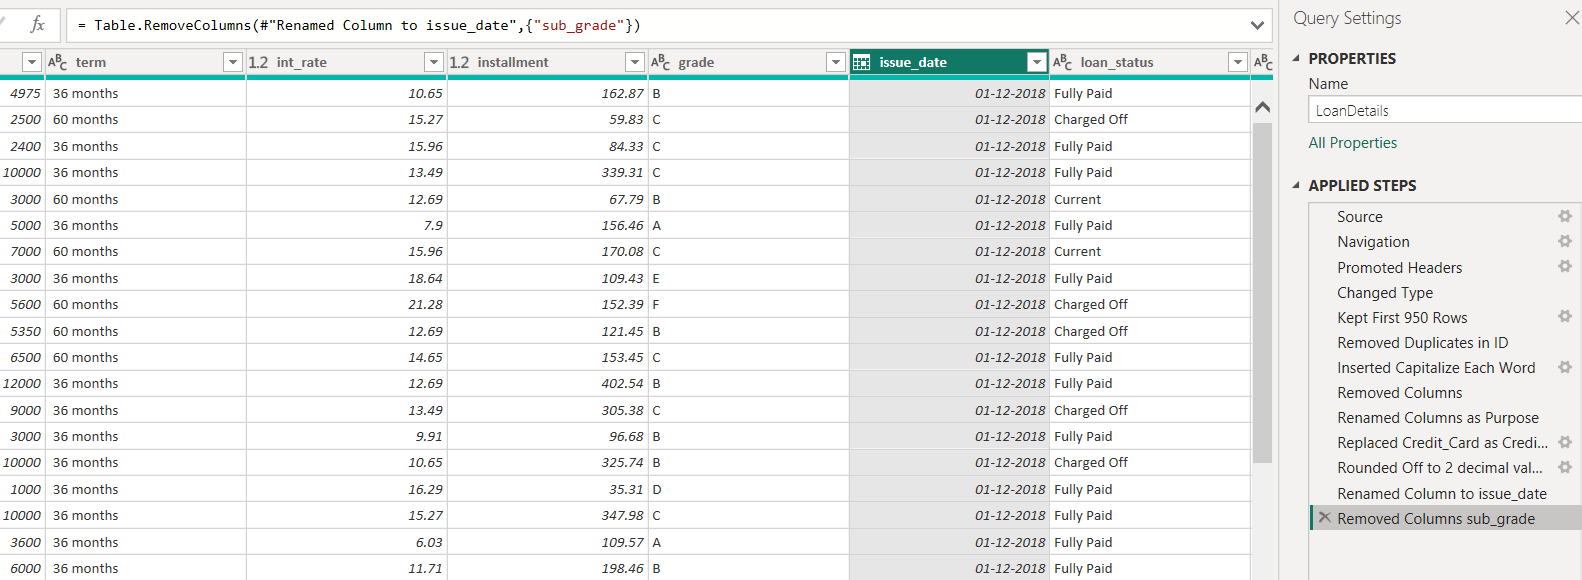 fx = Table.RemoveColumns(#"Renamed Column to issue_date",{"sub_grade"})
ABC term 1.2 int_rate 1.2 installment ABC grade issue_date ABC loan_status ABC
4975 36 months 10.65 162.87 B 01-12-2018 Fully Paid
2500 60 months 15.27 59.83 C 01-12-2018 Charged Off
2400 36 months 15.96 84.33 C 01-12-2018 Fully Paid
10000 36 months 13.49 339.31 C 01-12-2018 Fully Paid
3000 60 months 12.69 67.79 B 01-12-2018 Current
5000 36 months 7.9 156.46 A 01-12-2018 Fully Paid
7000 60 months 15.96 170.08 C 01-12-2018 Current
3000 36 months 18.64 109.43 E 01-12-2018 Fully Paid
5600 60 months 21.28 152.39 F 01-12-2018 Charged Off
5350 60 months 12.69 121.45 B 01-12-2018 Charged Off
6500 60 months 14.65 153.45 C 01-12-2018 Fully Paid
12000 36 months 12.69 402.54 B 01-12-2018 Fully Paid
9000 36 months 13.49 305.38 C 01-12-2018 Charged Off
3000 36 months 9.91 96.68 B 01-12-2018 Fully Paid
10000 36 months 10.65 325.74 B 01-12-2018 Charged Off
1000 36 months 16.29 35.31 D 01-12-2018 Fully Paid
10000 36 months 15.27 347.98 C 01-12-2018 Fully Paid
3600 36 months 6.03 109.57 A 01-12-2018 Fully Paid
6000 36 months 11.71 198.46 B 01-12-2018 Fully Paid
Query Settings
PROPERTIES
Name
LoanDetails
All Properties
APPLIED STEPS
Source
Navigation
Promoted Headers
Changed Type
Kept First 950 Rows
Removed Duplicates in ID
Inserted Capitalize Each Word
Removed Columns
Renamed Columns as Purpose
Replaced Credit_Card as Credi...
Rounded Off to 2 decimal val...
Renamed Column to issue_date
Removed Columns sub_grade